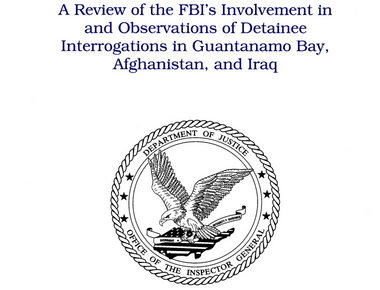 A Review of the FBI's Involvement in
and Observations of Detainee
Interrogations in Guantanamo Bay,
Afghanistan, and Iraq
DEPARTMENT OF JUSTICE
OFFICE OF THE INSPECTOR GENERAL